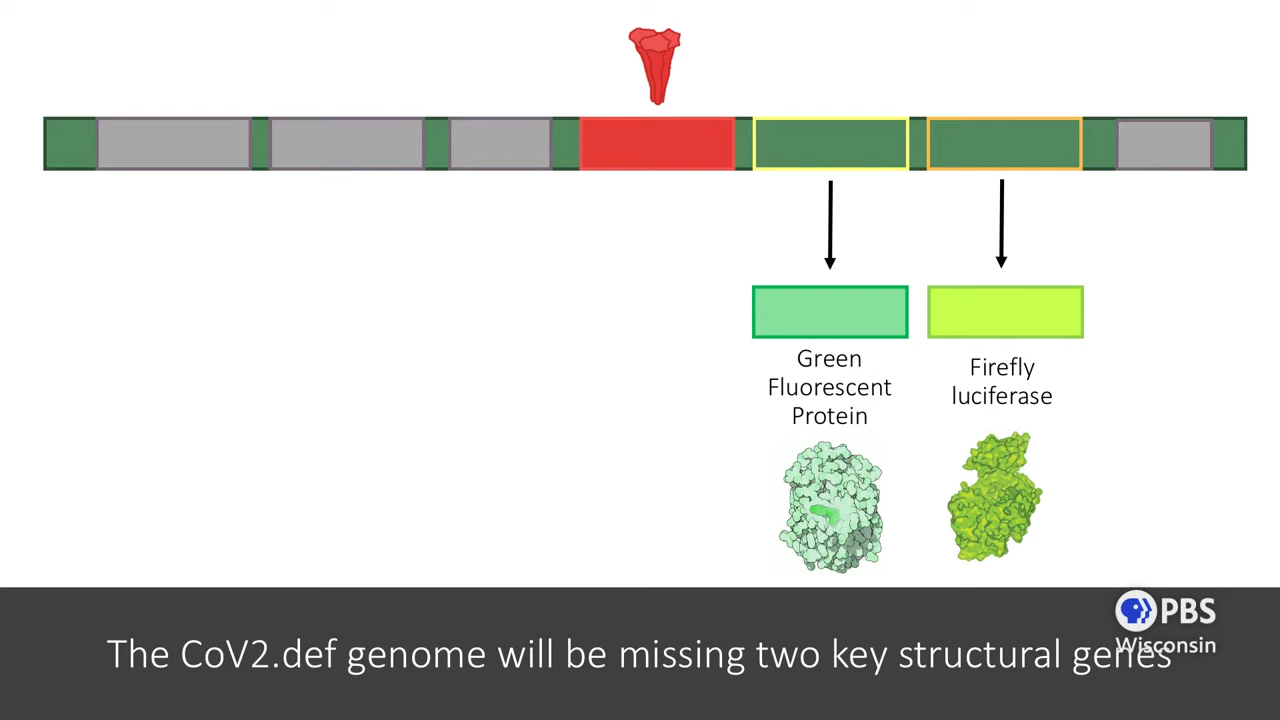 Green
Fluorescent
Protein
Firefly
luciferase
The CoV2.def genome will be missing two key structural genes
PBS
Wisconsin